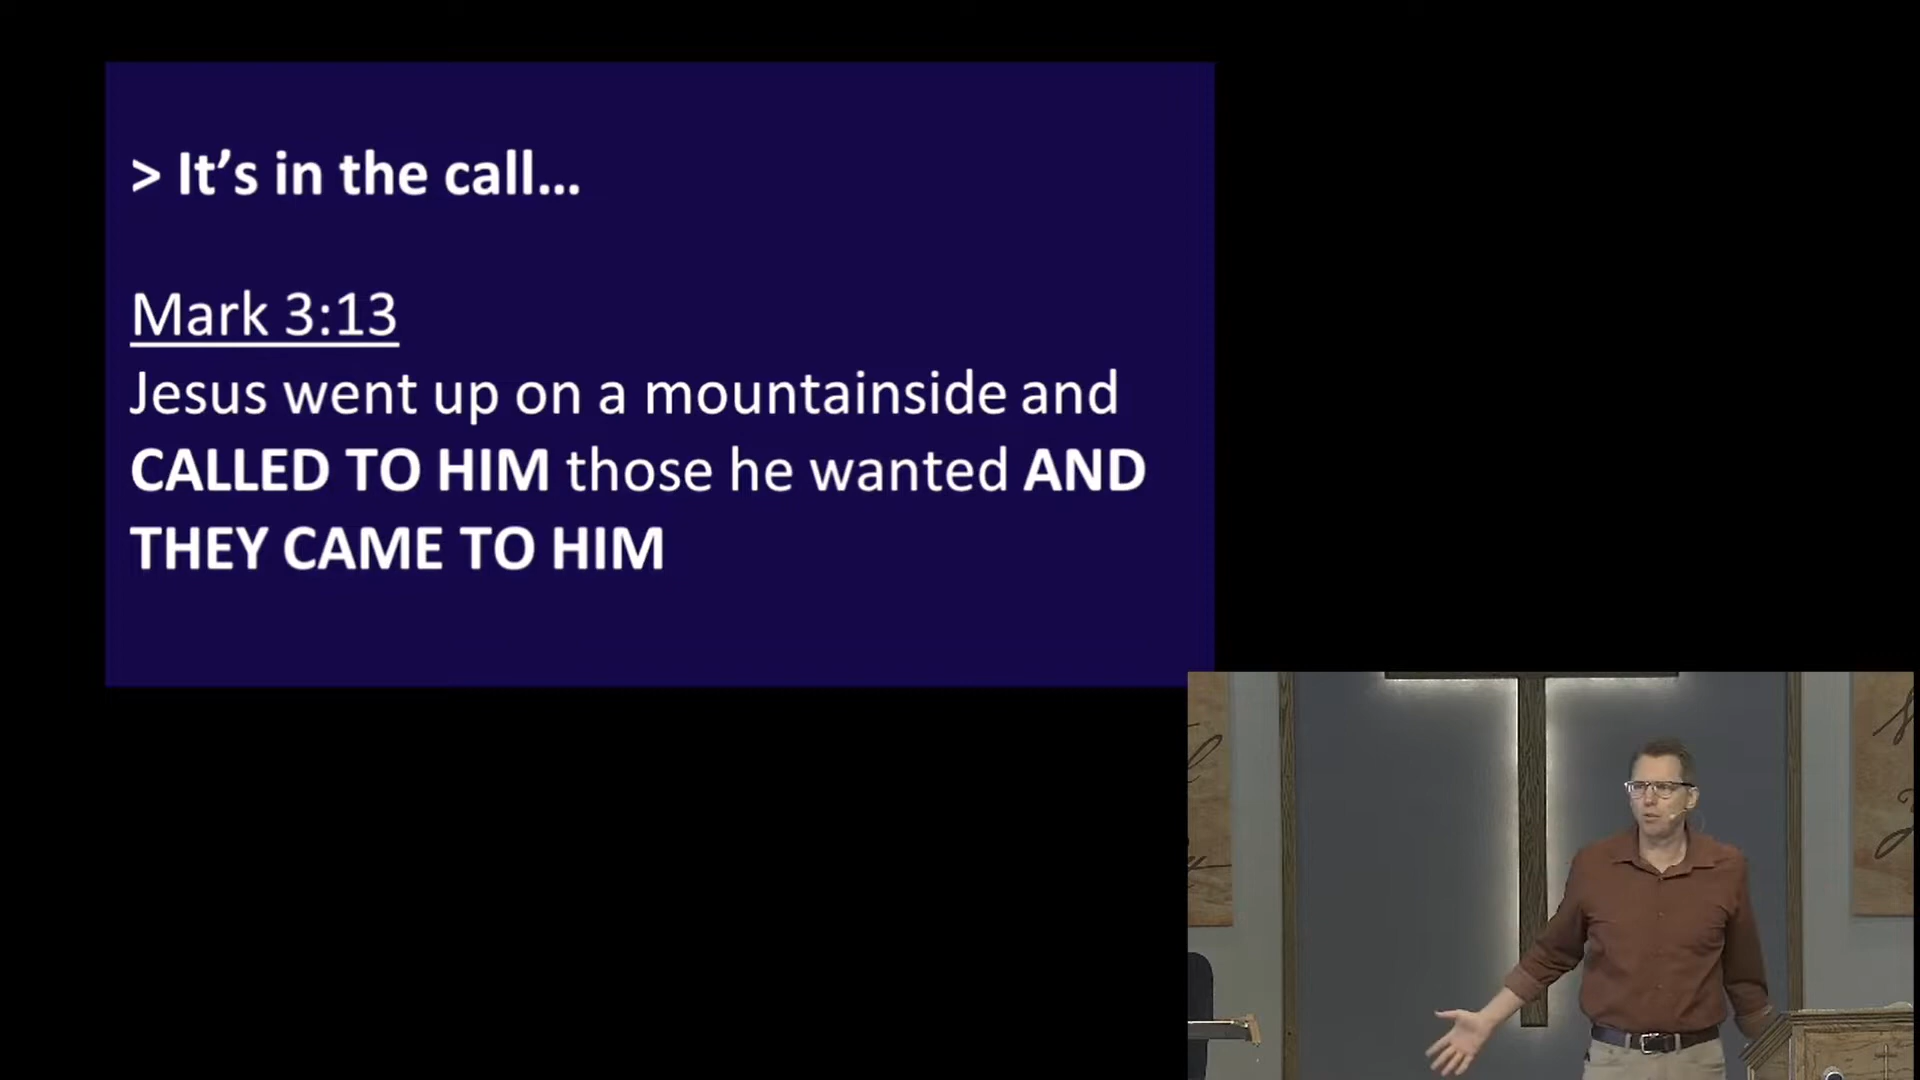 > It's in the call...
Mark 3:13
Jesus went up on a mountainside and
CALLED TO HIM those he wanted AND
THEY CAME TO HIM